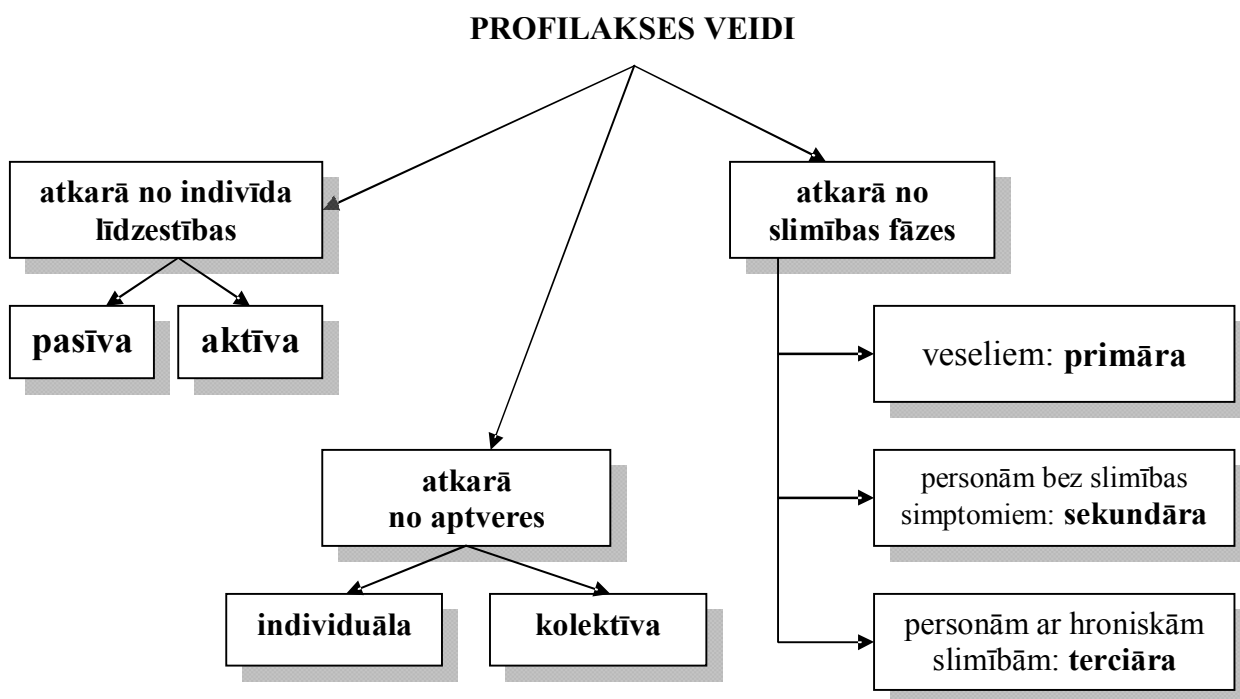 PROFILAKSES VEIDI
atkarā no indivīda
līdzestības
pasīva
aktīva
atkarā
no aptveres
individuāla
kolektīva
atkarā no
slimības fāzes
veseliem: primāra
personām bez slimības
simptomiem: sekundāra
personām ar hroniskām
slimībām: terciāra